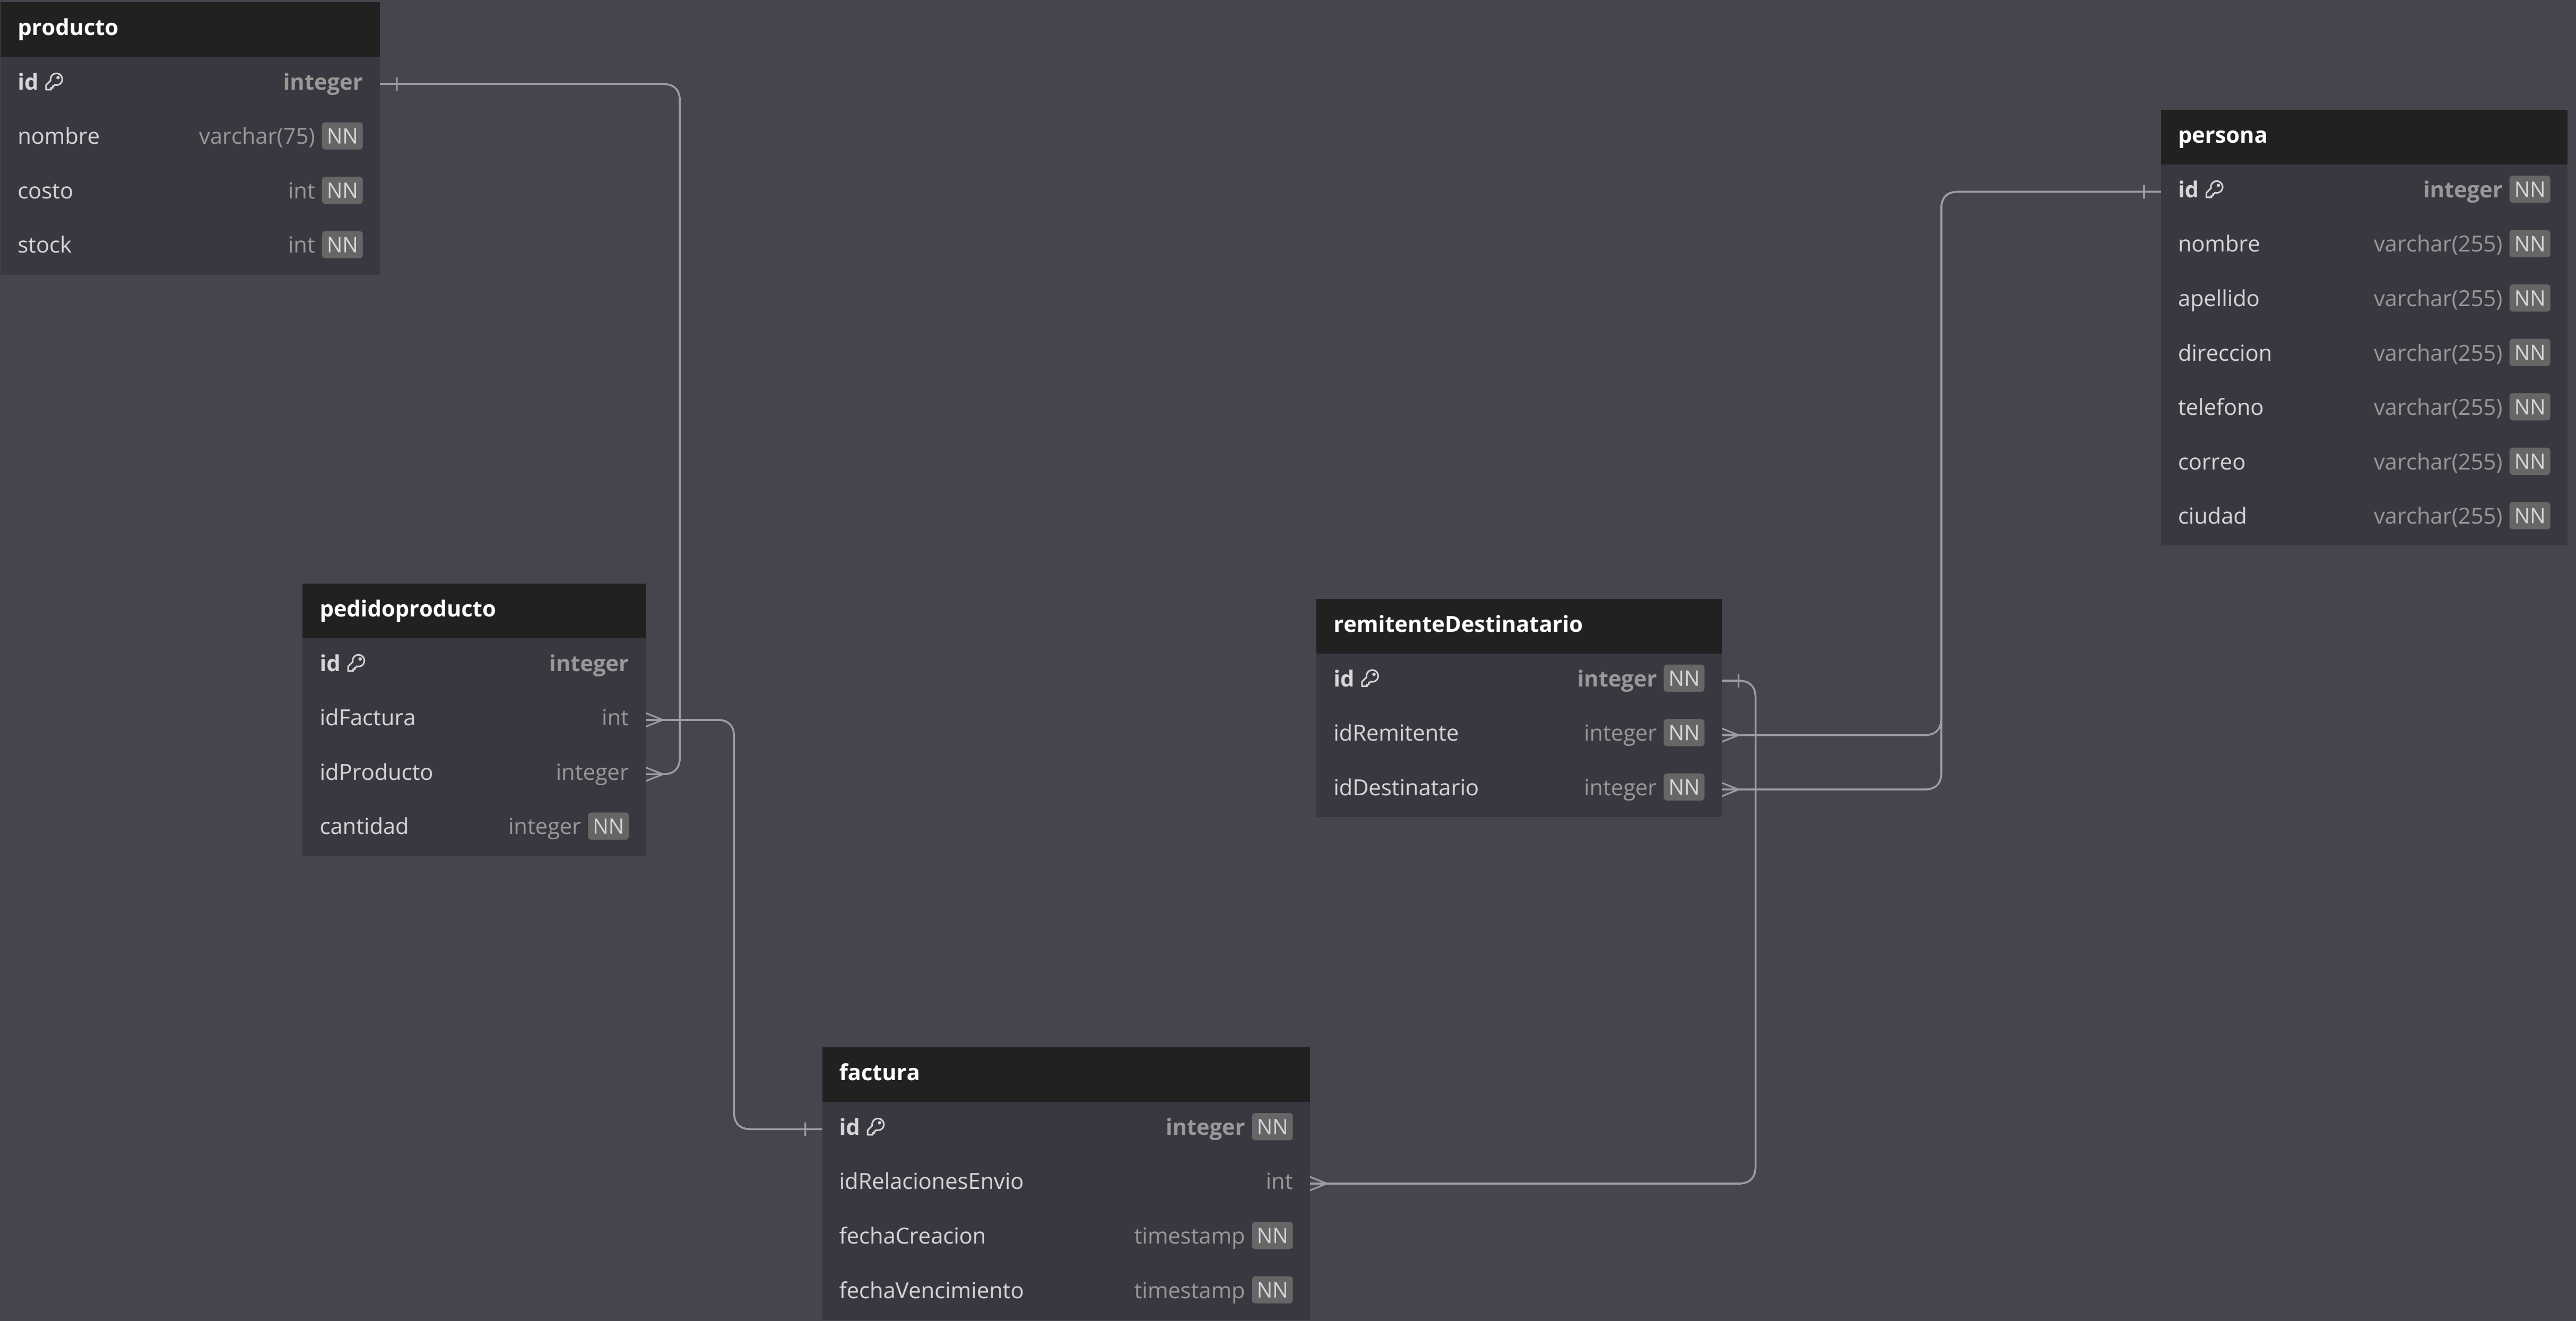 producto
id integer
nombre varchar(75) NN
costo int NN
stock int NN
persona
id integer NN
nombre varchar(255) NN
apellido varchar(255) NN
direccion varchar(255) NN
telefono varchar(255) NN
correo varchar(255) NN
ciudad varchar(255) NN
pedidoproducto
id integer
idFactura int
idProducto integer
cantidad integer NN
remitenteDestinatario
id integer NN
idRemitente integer NN
idDestinatario integer NN
factura
id integer NN
idRelacionesEnvio int
fechaCreacion timestamp NN
fechaVencimiento timestamp NN